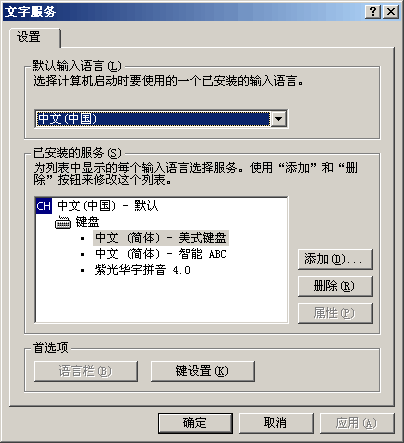 文字服务
设置
默认输入语言(L)
选择计算机启动时要使用的一个已安装的输入语言。
中文(中国)
已安装的服务(S)
为列表中显示的每个输入语言选择服务。使用“添加”和“删
除”按钮来修改这个列表。
CH 中文(中国) - 默认
键盘
中文 (简体) - 美式键盘
中文 (简体) - 智能 ABC
紫光华宇拼音 4.0
添加(D)...
删除(R)
属性(P)
首选项
语言栏(B)
键设置(K)
确定
取消
应用(A)